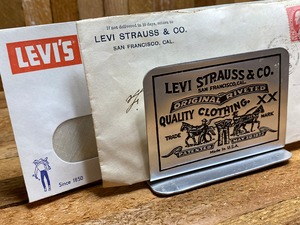 LEVI'S
Since 1850
If not delivered in 10 days, return to
LEVI STRAUSS & CO.
SAN FRANCISCO, CAL.
LEVI STRAUSS & CO.
SAN FRANCISCO, CAL.
ORIGINAL RIVETED
QUALITY CLOTHING
XX
TRADE MARK
PATENTED
Made in U.S.A.